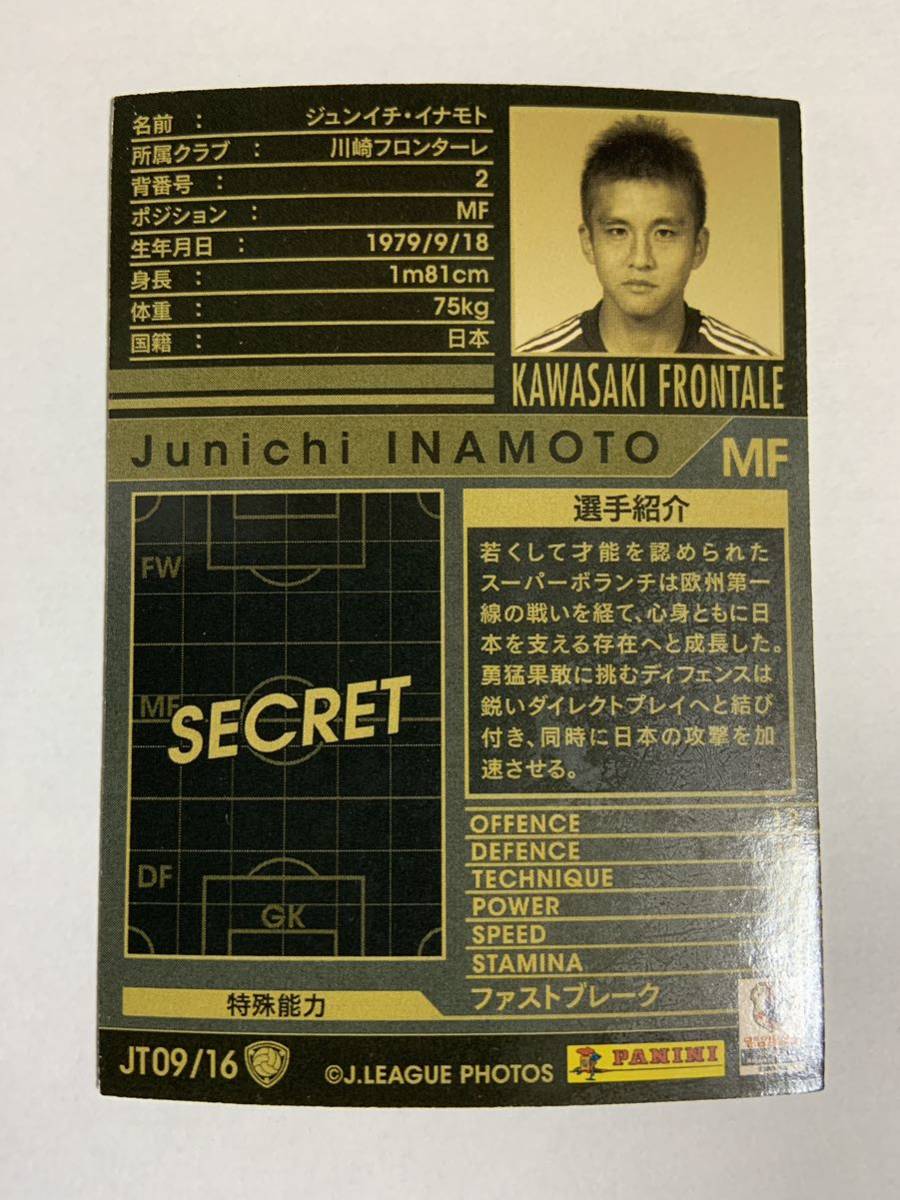 名前 : ジュンイチ・イナモト
所属クラブ : 川崎フロンターレ
背番号 : 2
ポジション : MF
生年月日 : 1979/9/18
身長 : 1m81cm
体重 : 75kg
国籍 : 日本
KAWASAKI FRONTALE
Junichi INAMOTO
MF
FW
MF
SECRET
DF
GK
選手紹介
若くして才能を認められた
スーパーボランチは欧州第一
線の戦いを経て、心身ともに日
本を支える存在へと成長した。
勇猛果敢に挑むディフェンスは
鋭いダイレクトプレイへと結び
付き、同時に日本の攻撃を加
速させる。
OFFENCE
DEFENCE
TECHNIQUE
POWER
SPEED
STAMINA
特殊能力
ファストブレーク
JT09/16
©J.LEAGUE PHOTOS
PANINI